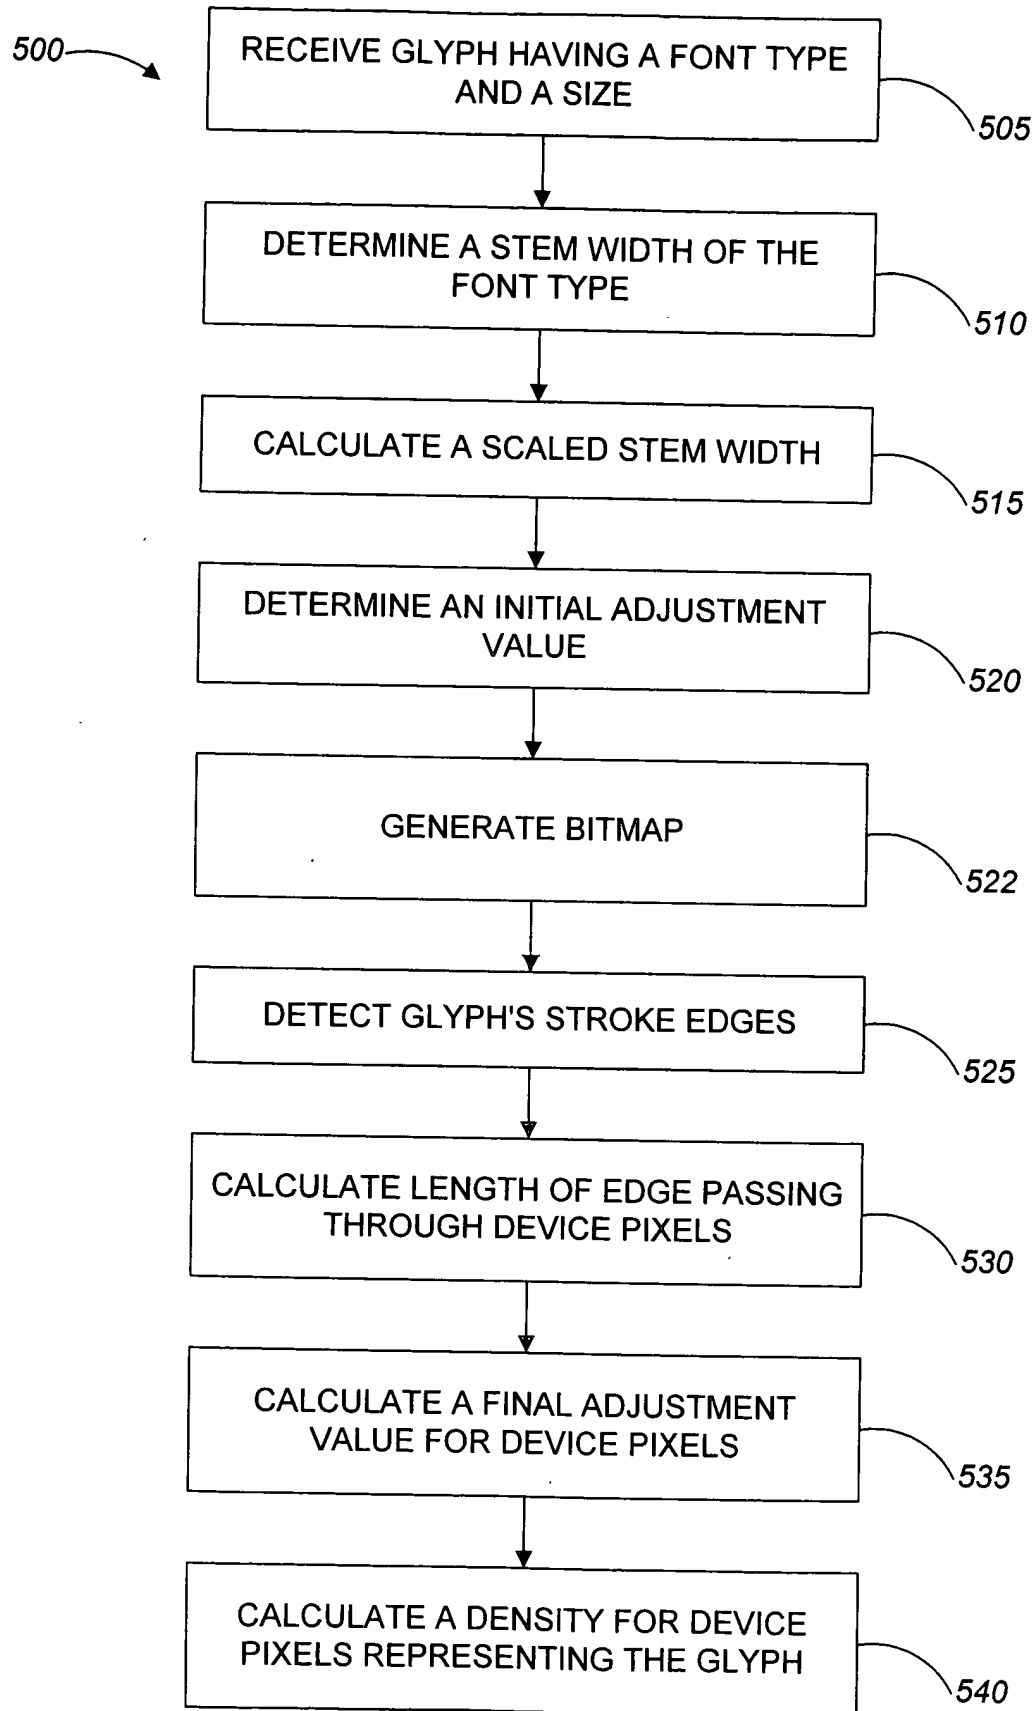 500
RECEIVE GLYPH HAVING A FONT TYPE
AND A SIZE
505
DETERMINE A STEM WIDTH OF THE
FONT TYPE
510
CALCULATE A SCALED STEM WIDTH
515
DETERMINE AN INITIAL ADJUSTMENT
VALUE
520
GENERATE BITMAP
522
DETECT GLYPH'S STROKE EDGES
525
CALCULATE LENGTH OF EDGE PASSING
THROUGH DEVICE PIXELS
530
CALCULATE A FINAL ADJUSTMENT
VALUE FOR DEVICE PIXELS
535
CALCULATE A DENSITY FOR DEVICE
PIXELS REPRESENTING THE GLYPH
540